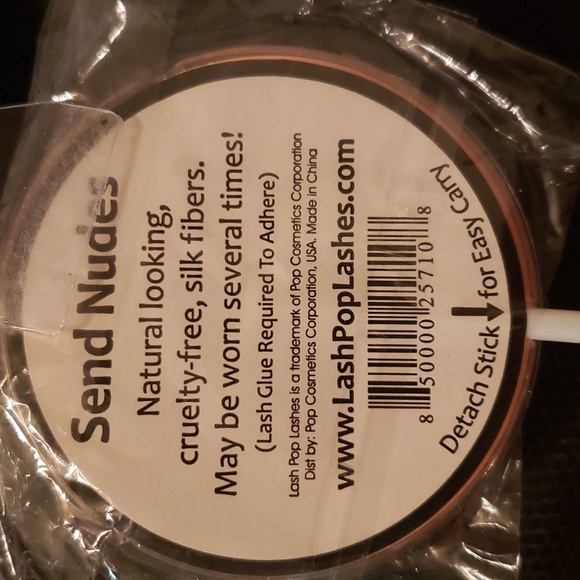 Send Nudes
Natural looking,
cruelty-free, silk fibers.
May be worn several times!
(Lash Glue Required To Adhere)
Lash Pop Lashes is a trademark of Pop Cosmetics Corporation
Dist by: Pop Cosmetics Corporation, USA. Made in China
www.LashPopLashes.com
8 50000 25710 8
Detach Stick for Easy Carry